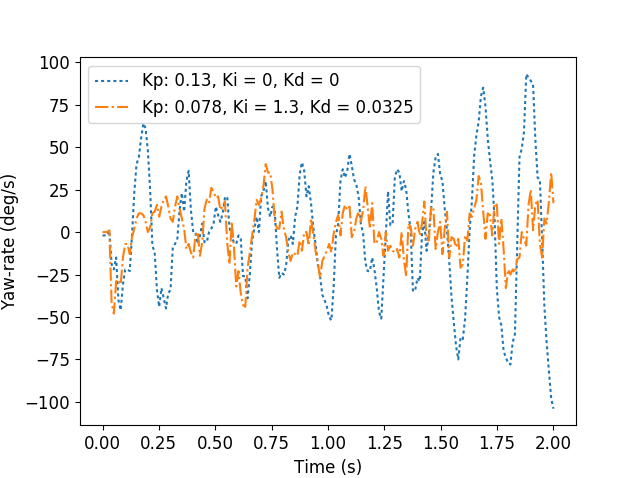 Kp: 0.13, Ki = 0, Kd = 0
Kp: 0.078, Ki = 1.3, Kd = 0.0325
100
75
50
25
0
−25
−50
−75
−100
Yaw-rate (deg/s)
0.00 0.25 0.50 0.75 1.00 1.25 1.50 1.75 2.00
Time (s)